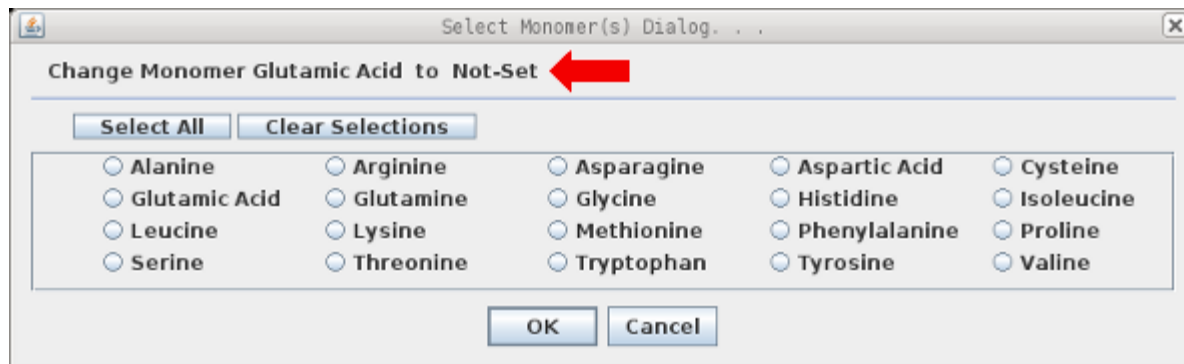 Select Monomer(s) Dialog. . .
Change Monomer Glutamic Acid to Not-Set
Select All Clear Selections
Alanine Arginine Asparagine Aspartic Acid Cysteine
Glutamic Acid Glutamine Glycine Histidine Isoleucine
Leucine Lysine Methionine Phenylalanine Proline
Serine Threonine Tryptophan Tyrosine Valine
OK Cancel